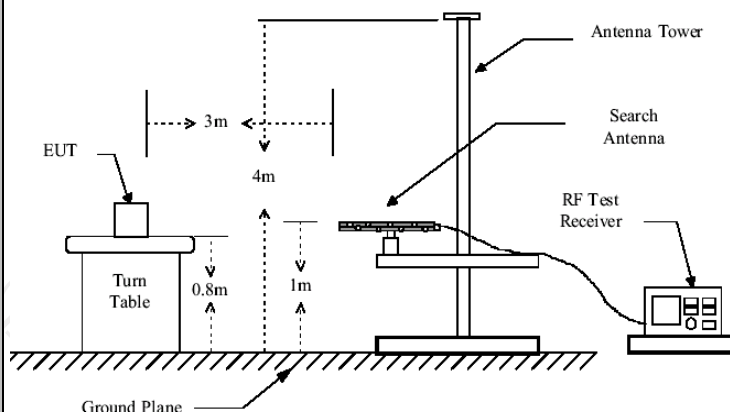 Antenna Tower
3m
Search
Antenna
EUT
4m
RF Test
Receiver
Turn
Table
0.8m
1m
Ground Plane